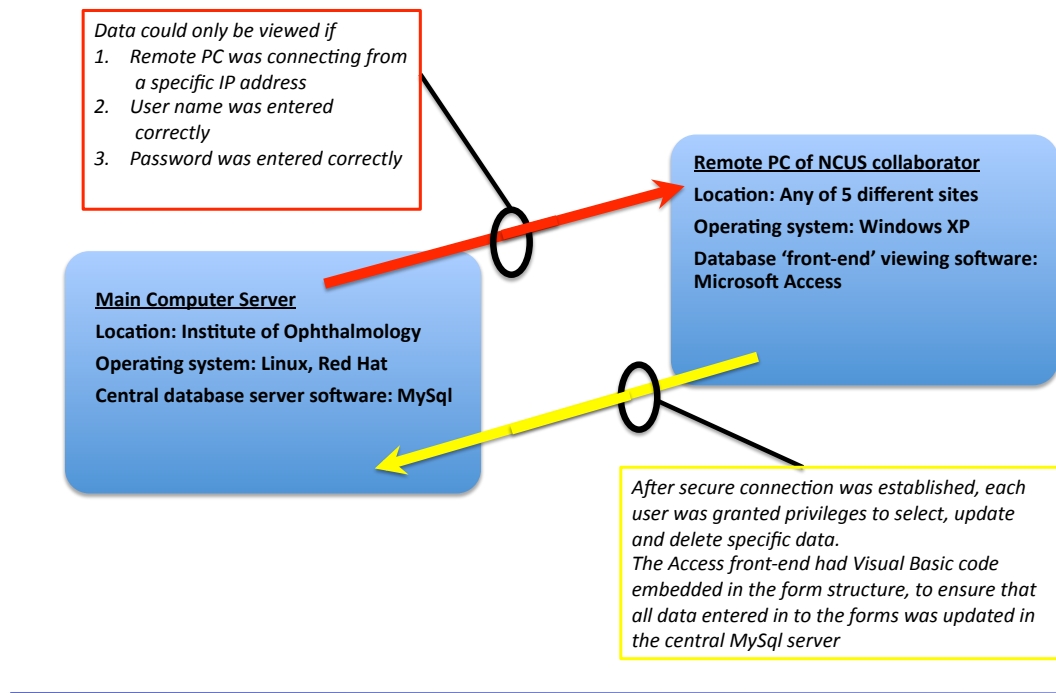 Data could only be viewed if
1. Remote PC was connecting from
a specific IP address
2. User name was entered
correctly
3. Password was entered correctly
Remote PC of NCUS collaborator
Location: Any of 5 different sites
Operating system: Windows XP
Database ‘front-end’ viewing software:
Microsoft Access
Main Computer Server
Location: Institute of Ophthalmology
Operating system: Linux, Red Hat
Central database server software: MySql
After secure connection was established, each
user was granted privileges to select, update
and delete specific data.
The Access front-end had Visual Basic code
embedded in the form structure, to ensure that
all data entered in to the forms was updated in
the central MySql server